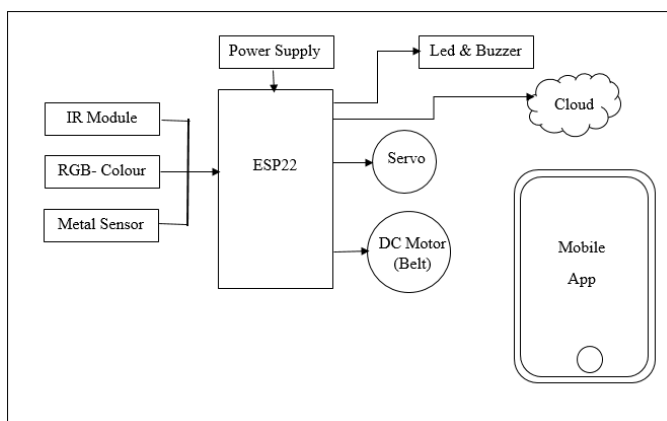 Power Supply
Led & Buzzer
Cloud
IR Module
RGB- Colour
Metal Sensor
ESP22
Servo
DC Motor
(Belt)
Mobile
App